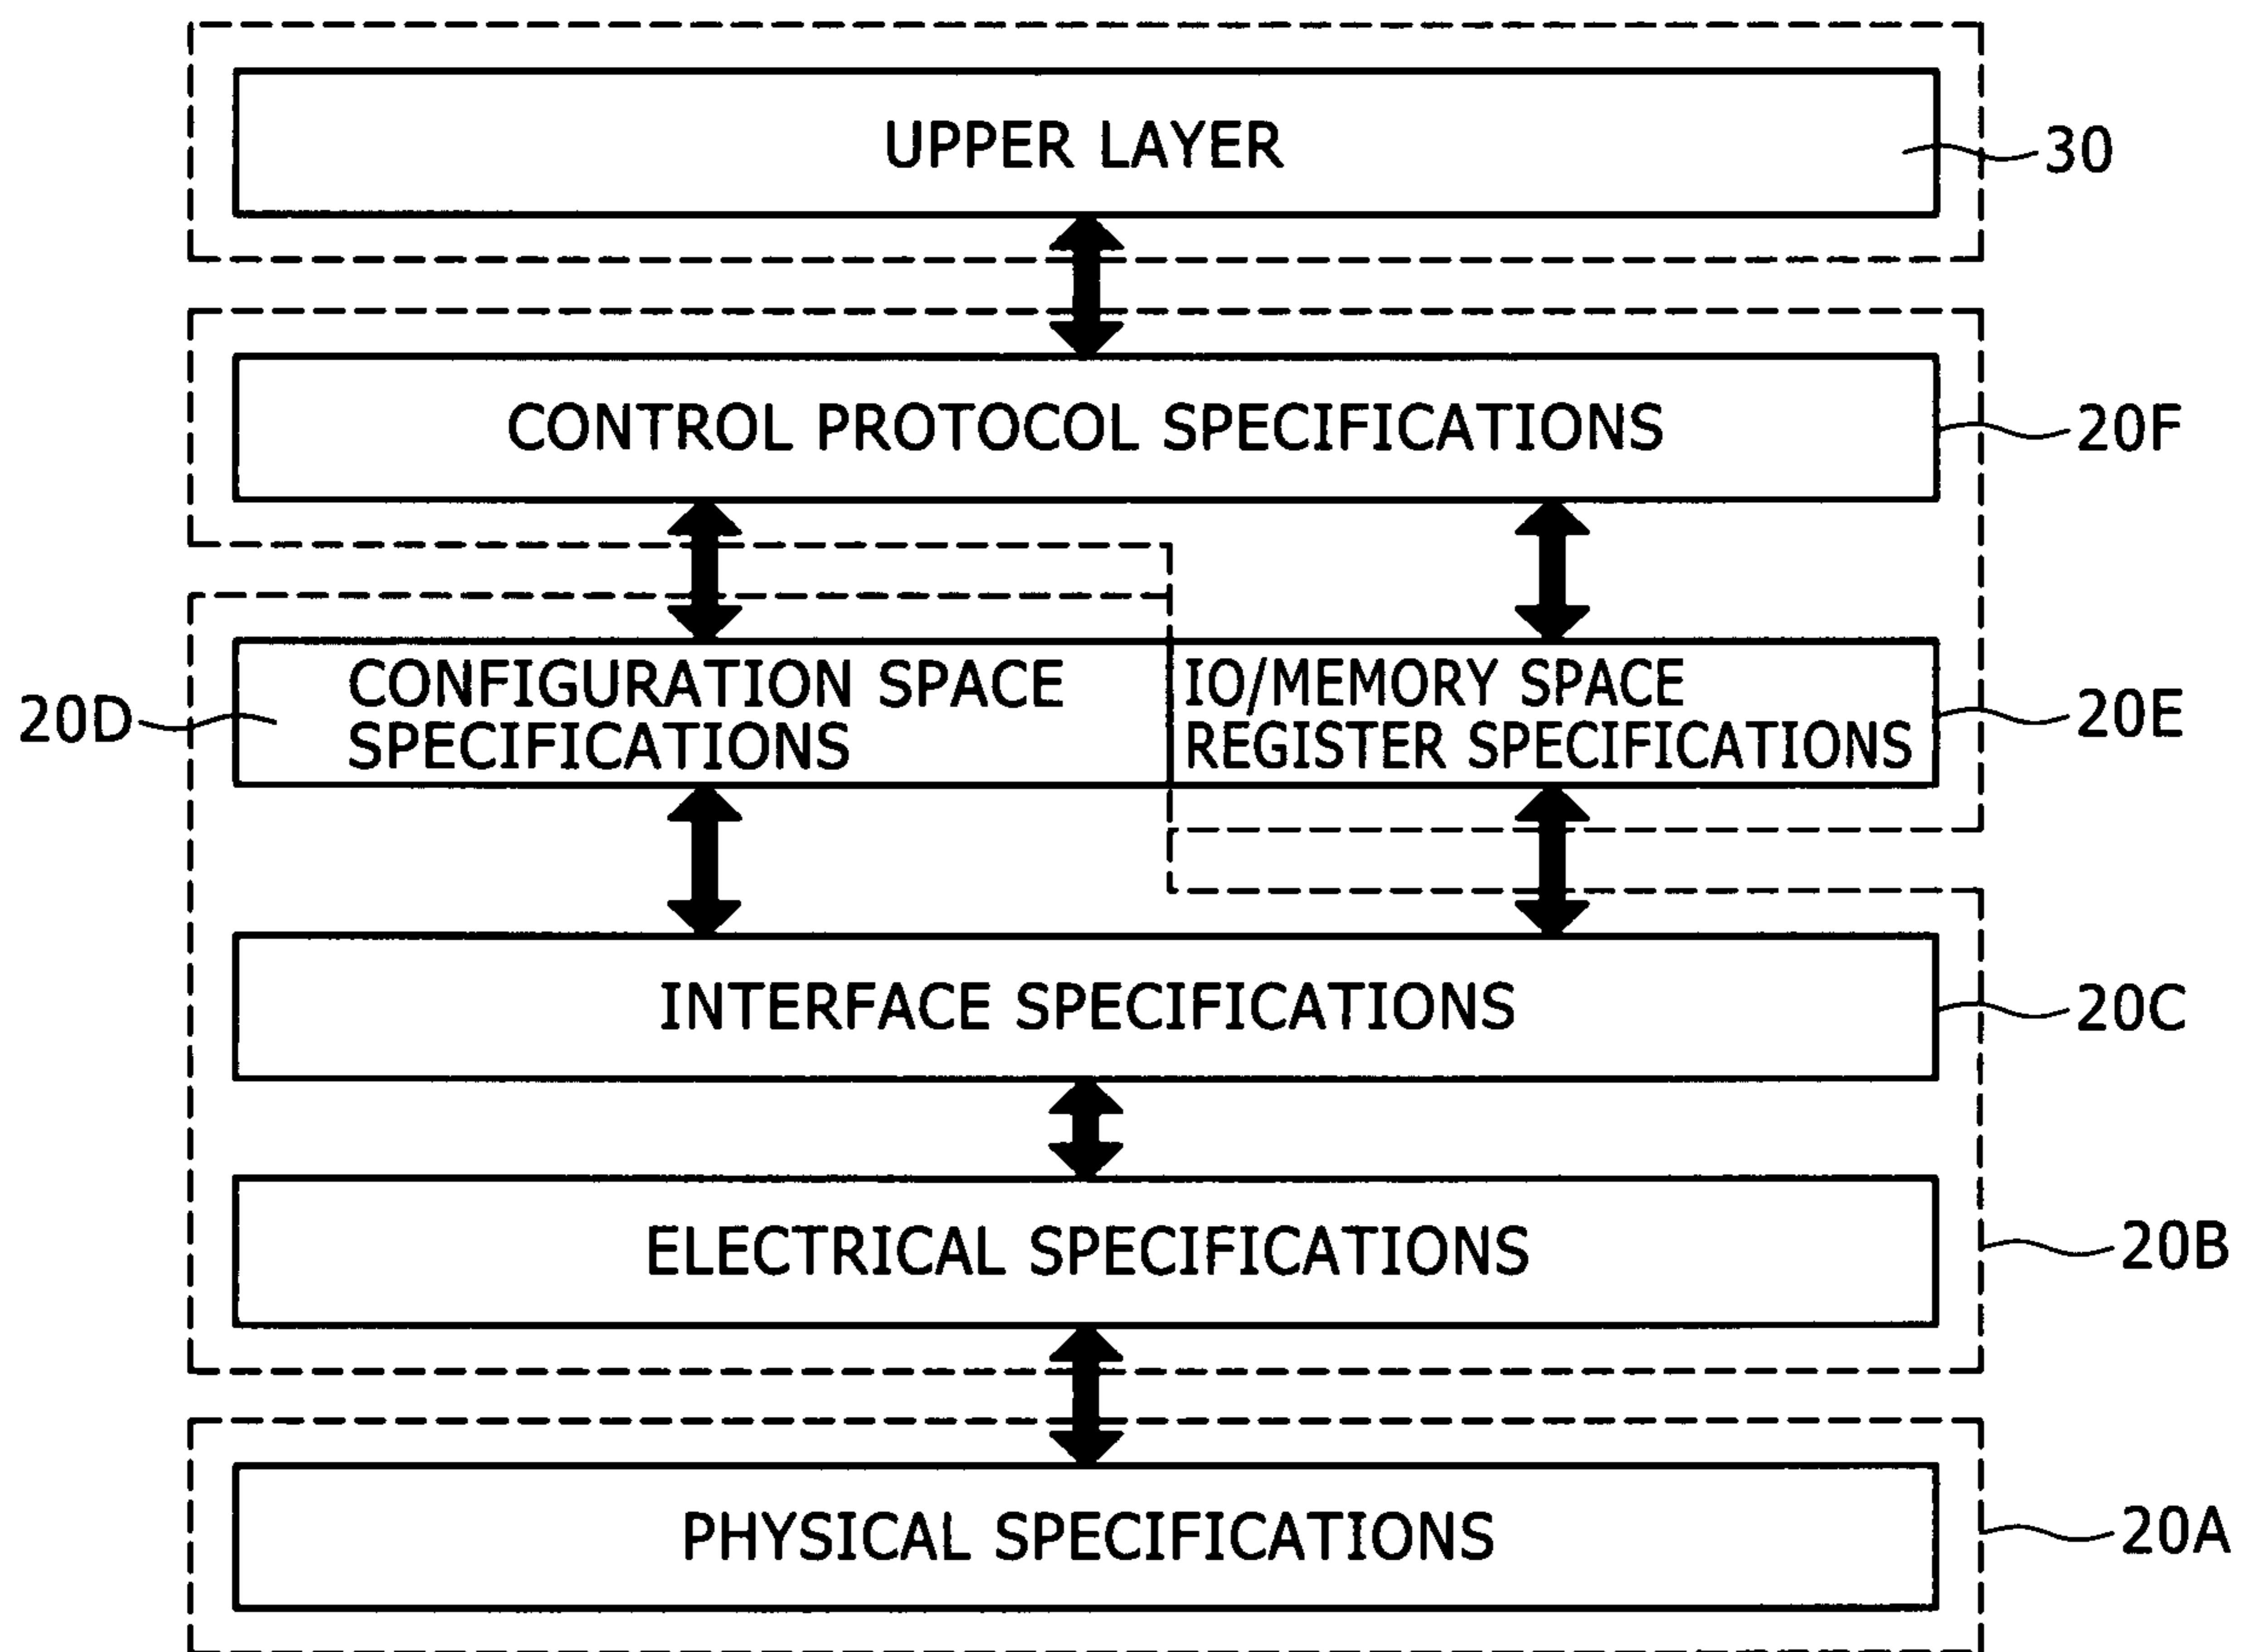 UPPER LAYER
30
CONTROL PROTOCOL SPECIFICATIONS
20F
20D
CONFIGURATION SPACE
SPECIFICATIONS
IO/MEMORY SPACE
REGISTER SPECIFICATIONS
20E
INTERFACE SPECIFICATIONS
20C
ELECTRICAL SPECIFICATIONS
20B
PHYSICAL SPECIFICATIONS
20A